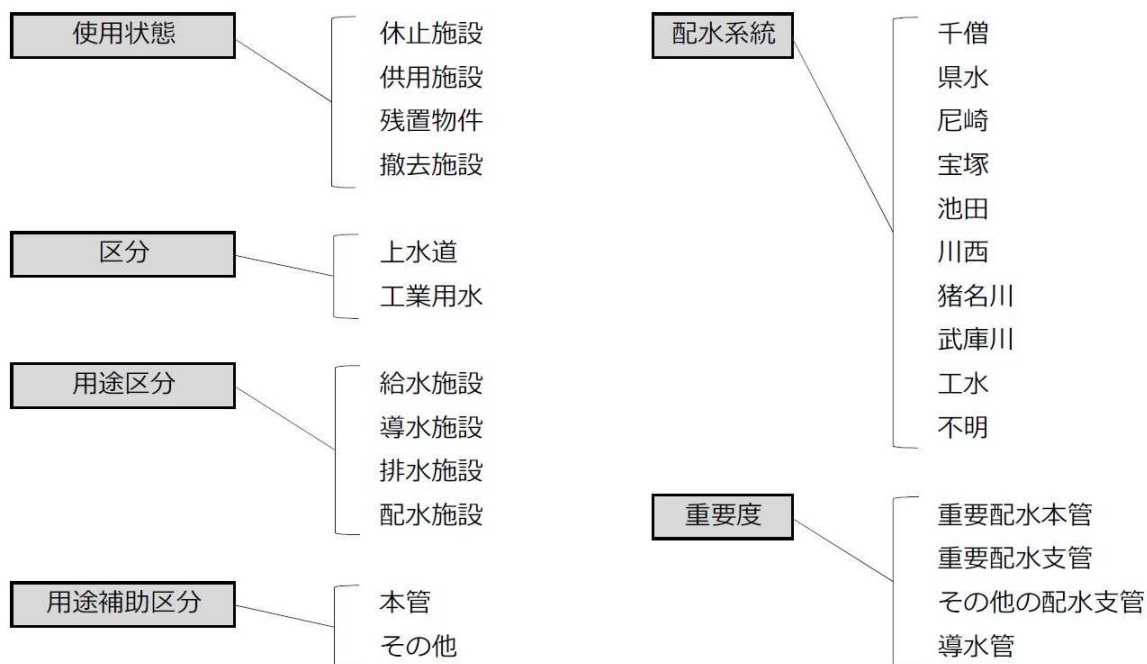 使用状態
休止施設
供用施設
残置物件
撤去施設
区分
上水道
工業用水
用途区分
給水施設
導水施設
排水施設
配水施設
用途補助区分
本管
その他
配水系統
千僧
県水
尼崎
宝塚
池田
川西
猪名川
武庫川
工水
不明
重要度
重要配水本管
重要配水支管
その他の配水支管
導水管